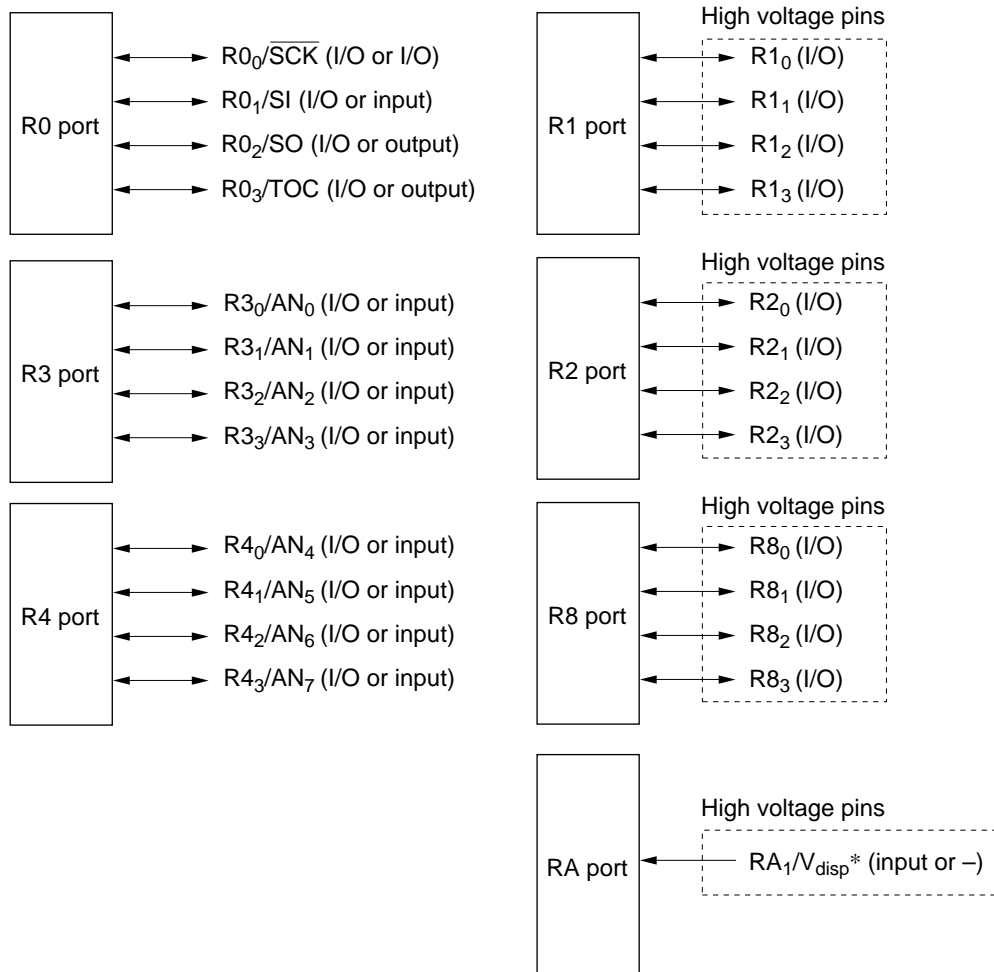 R0 port
R0₀/S̅C̅K̅ (I/O or I/O)
R0₁/SI (I/O or input)
R0₂/SO (I/O or output)
R0₃/TOC (I/O or output)
High voltage pins
R1 port
R1₀ (I/O)
R1₁ (I/O)
R1₂ (I/O)
R1₃ (I/O)
R3 port
R3₀/AN₀ (I/O or input)
R3₁/AN₁ (I/O or input)
R3₂/AN₂ (I/O or input)
R3₃/AN₃ (I/O or input)
High voltage pins
R2 port
R2₀ (I/O)
R2₁ (I/O)
R2₂ (I/O)
R2₃ (I/O)
R4 port
R4₀/AN₄ (I/O or input)
R4₁/AN₅ (I/O or input)
R4₂/AN₆ (I/O or input)
R4₃/AN₇ (I/O or input)
High voltage pins
R8 port
R8₀ (I/O)
R8₁ (I/O)
R8₂ (I/O)
R8₃ (I/O)
High voltage pins
RA port
RA₁/V_disp* (input or –)